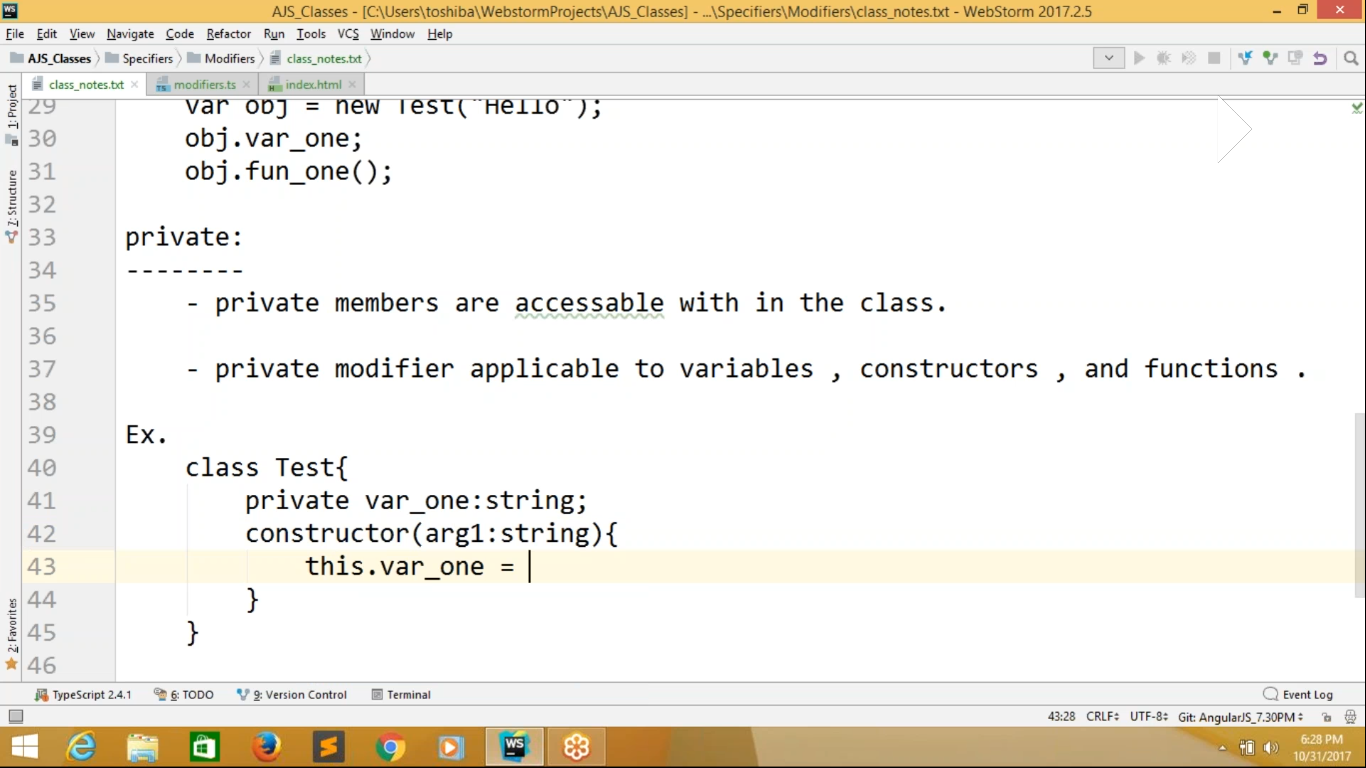 AJS_Classes - [C:\Users\toshiba\WebstormProjects\AJS_Classes] - ...\Specifiers\Modifiers\class_notes.txt - WebStorm 2017.2.5
File Edit View Navigate Code Refactor Run Tools VCS Window Help
AJS_Classes Specifiers Modifiers class_notes.txt
class_notes.txt modifiers.ts index.html
1: Project
7: Structure
2: Favorites
29 var obj = new Test("Hello");
30 obj.var_one;
31 obj.fun_one();
32
33 private:
34 --------
35 - private members are accessable with in the class.
36
37 - private modifier applicable to variables , constructors , and functions .
38
39 Ex.
40 class Test{
41 private var_one:string;
42 constructor(arg1:string){
43 this.var_one =
44 }
45 }
46
TypeScript 2.4.1 6: TODO 9: Version Control Terminal Event Log
43:28 CRLF UTF-8 Git: AngularJS_7.30PM
6:28 PM
10/31/2017